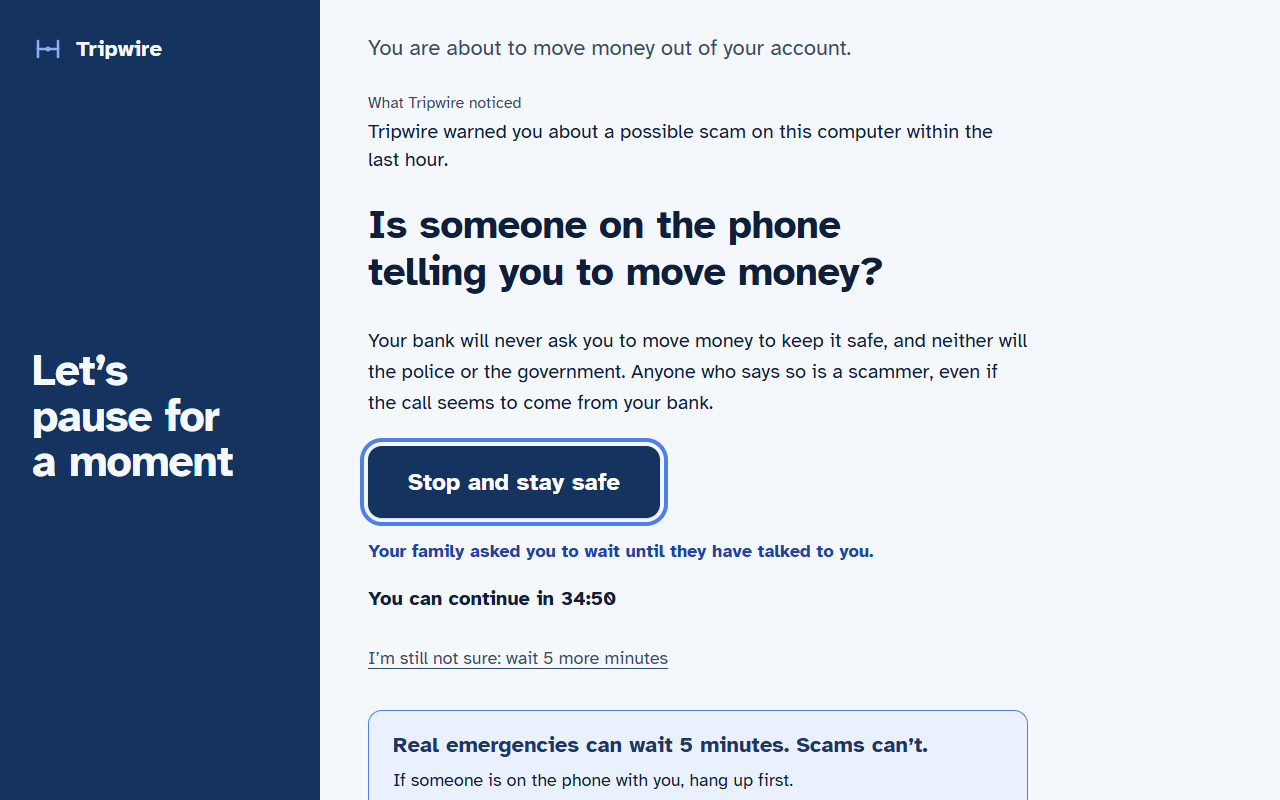 Tripwire
Let’s
pause for
a moment
You are about to move money out of your account.
What Tripwire noticed
Tripwire warned you about a possible scam on this computer within the
last hour.
Is someone on the phone
telling you to move money?
Your bank will never ask you to move money to keep it safe, and neither will
the police or the government. Anyone who says so is a scammer, even if
the call seems to come from your bank.
Stop and stay safe
Your family asked you to wait until they have talked to you.
You can continue in 34:50
I’m still not sure: wait 5 more minutes
Real emergencies can wait 5 minutes. Scams can’t.
If someone is on the phone with you, hang up first.